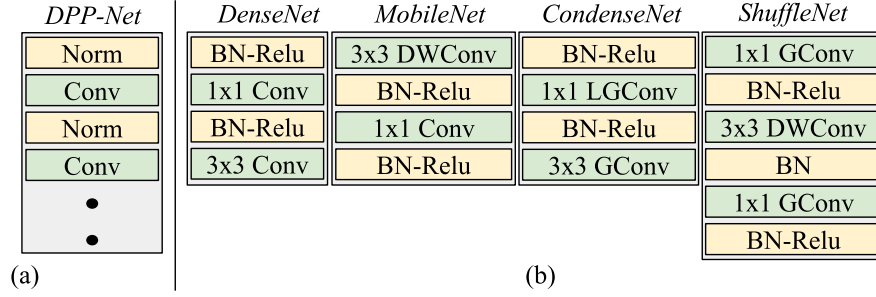 DPP-Net
Norm
Conv
Norm
Conv
(a)
DenseNet
BN-Relu
1x1 Conv
BN-Relu
3x3 Conv
MobileNet
3x3 DWConv
BN-Relu
1x1 Conv
BN-Relu
CondenseNet
BN-Relu
1x1 LGConv
BN-Relu
3x3 GConv
ShuffleNet
1x1 GConv
BN-Relu
3x3 DWConv
BN
1x1 GConv
BN-Relu
(b)